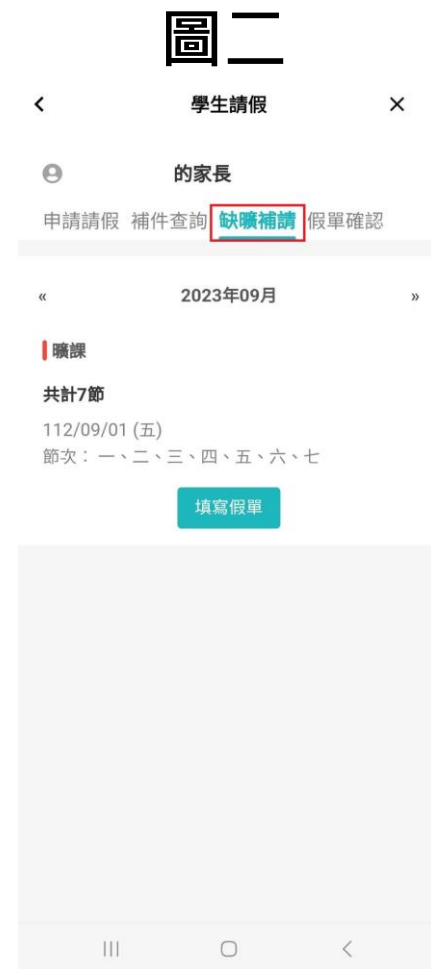 圖二
學生請假
的家長
申請請假 補件查詢 缺曠補請 假單確認
« 2023年09月 »
曠課
共計7節
112/09/01 (五)
節次：一、二、三、四、五、六、七
填寫假單